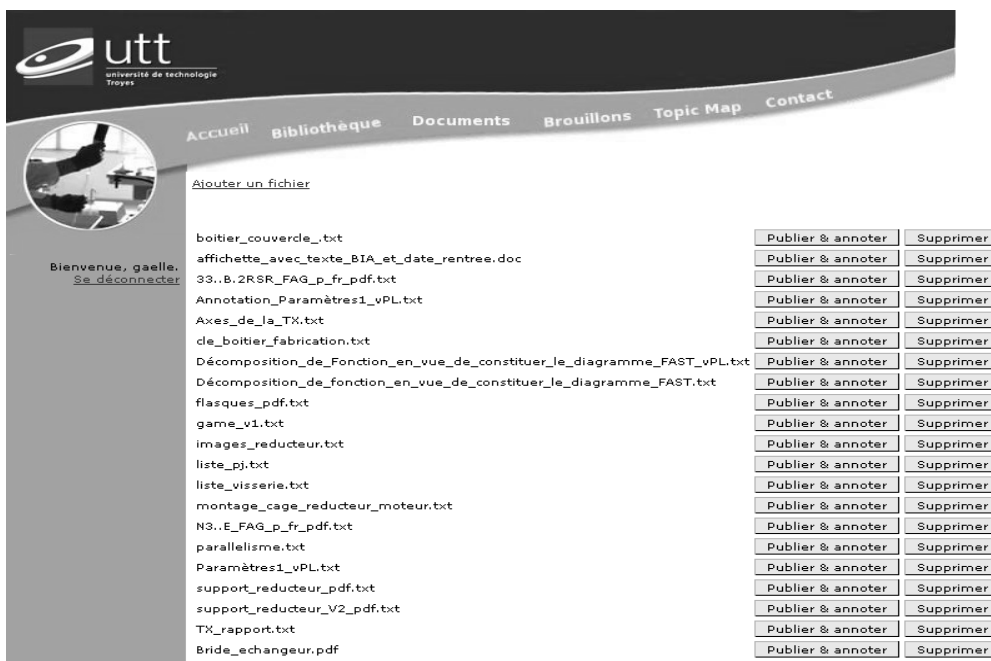 utt
université de technologie
Troyes
Accueil Bibliothèque Documents Brouillons Topic Map Contact
Ajouter un fichier
Bienvenue, gaelle.
Se déconnecter
boitier_couvercle_.txt Publier & annoter Supprimer
affichette_avec_texte_BIA_et_date_rentree.doc Publier & annoter Supprimer
33..B.2RSR_FAG_p_fr_pdf.txt Publier & annoter Supprimer
Annotation_Paramètres1_vPL.txt Publier & annoter Supprimer
Axes_de_la_TX.txt Publier & annoter Supprimer
cle_boitier_fabrication.txt Publier & annoter Supprimer
Décomposition_de_Fonction_en_vue_de_constituer_le_diagramme_FAST_vPL.txt Publier & annoter Supprimer
Décomposition_de_fonction_en_vue_de_constituer_le_diagramme_FAST.txt Publier & annoter Supprimer
flasques_pdf.txt Publier & annoter Supprimer
game_v1.txt Publier & annoter Supprimer
images_reducteur.txt Publier & annoter Supprimer
liste_pj.txt Publier & annoter Supprimer
liste_visserie.txt Publier & annoter Supprimer
montage_cage_reducteur_moteur.txt Publier & annoter Supprimer
N3..E_FAG_p_fr_pdf.txt Publier & annoter Supprimer
parallelisme.txt Publier & annoter Supprimer
Paramètres1_vPL.txt Publier & annoter Supprimer
support_reducteur_pdf.txt Publier & annoter Supprimer
support_reducteur_V2_pdf.txt Publier & annoter Supprimer
TX_rapport.txt Publier & annoter Supprimer
Bride_echangeur.pdf Publier & annoter Supprimer